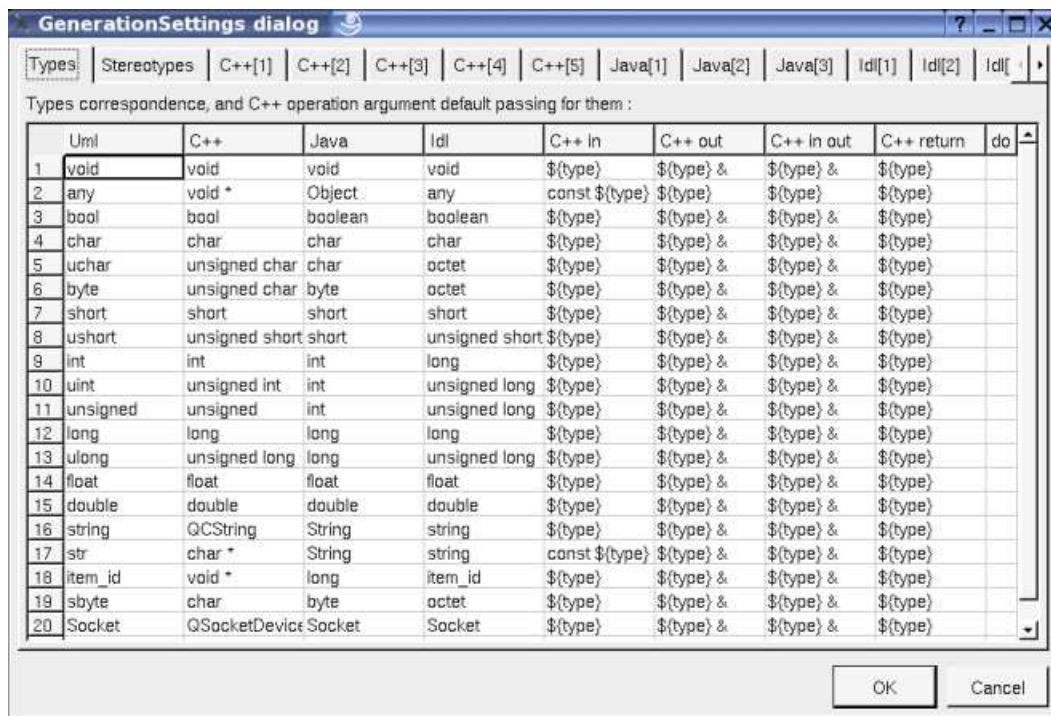 GenerationSettings dialog
Types Stereotypes C++[1] C++[2] C++[3] C++[4] C++[5] Java[1] Java[2] Java[3] Idl[1] Idl[2] Idl[
Types correspondence, and C++ operation argument default passing for them :
Uml C++ Java Idl C++ in C++ out C++ in out C++ return do
1 void void void void ${type} ${type} & ${type} & ${type}
2 any void * Object any const ${type} ${type} ${type} ${type}
3 bool bool boolean boolean ${type} ${type} & ${type} & ${type}
4 char char char char ${type} ${type} & ${type} & ${type}
5 uchar unsigned char char octet ${type} ${type} & ${type} & ${type}
6 byte unsigned char byte octet ${type} ${type} & ${type} & ${type}
7 short short short short ${type} ${type} & ${type} & ${type}
8 ushort unsigned short short unsigned short ${type} ${type} & ${type} & ${type}
9 int int int long ${type} ${type} & ${type} & ${type}
10 uint unsigned int int unsigned long ${type} ${type} & ${type} & ${type}
11 unsigned unsigned int unsigned long ${type} ${type} & ${type} & ${type}
12 long long long long ${type} ${type} & ${type} & ${type}
13 ulong unsigned long long unsigned long ${type} ${type} & ${type} & ${type}
14 float float float float ${type} ${type} & ${type} & ${type}
15 double double double double ${type} ${type} & ${type} & ${type}
16 string QCString String string ${type} ${type} & ${type} & ${type}
17 str char * String string const ${type} ${type} & ${type} & ${type}
18 item_id void * long item_id ${type} ${type} & ${type} & ${type}
19 sbyte char byte octet ${type} ${type} & ${type} & ${type}
20 Socket QSocketDevice Socket Socket ${type} ${type} & ${type} & ${type}
OK Cancel